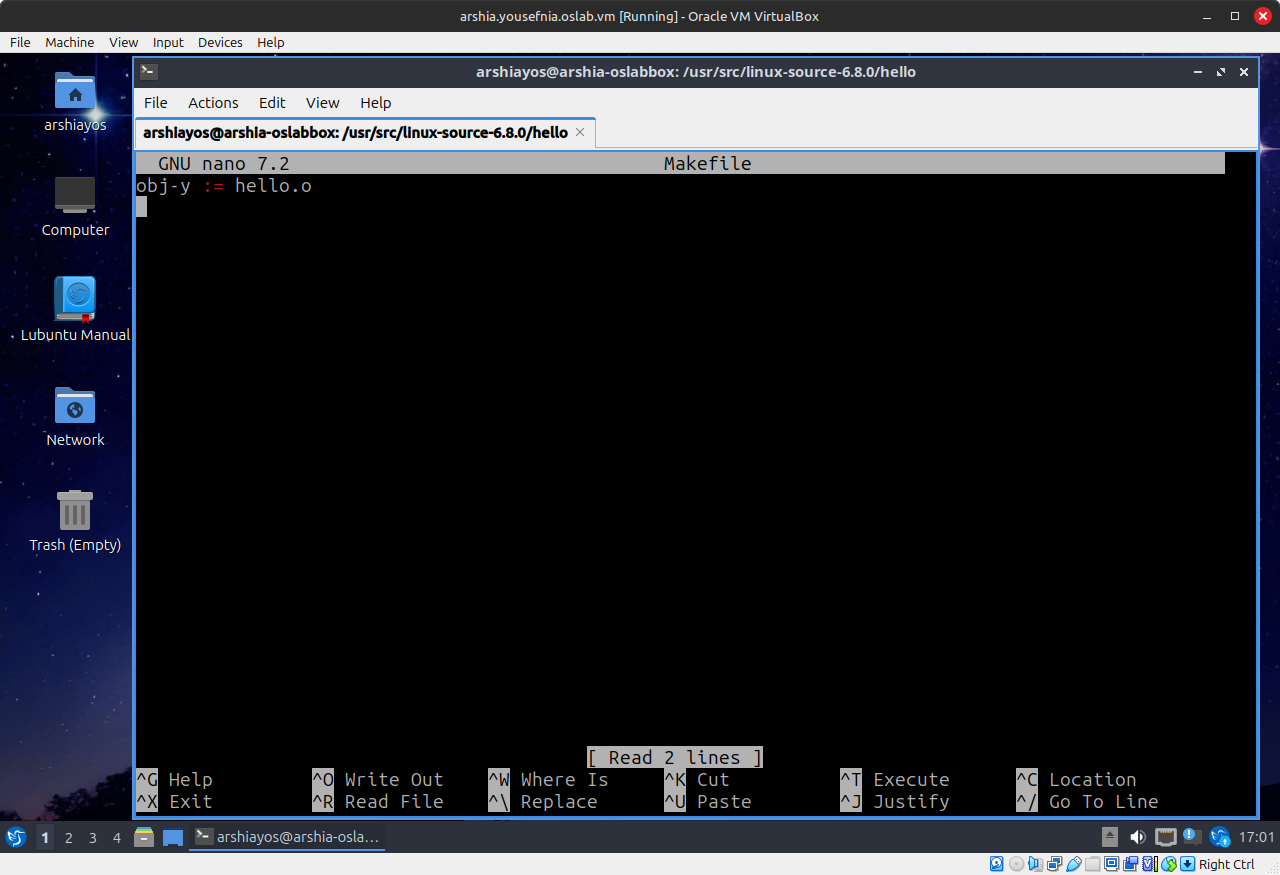 arshia.yousefnia.oslab.vm [Running] - Oracle VM VirtualBox
File Machine View Input Devices Help
arshiayos@arshia-oslabbox: /usr/src/linux-source-6.8.0/hello
File Actions Edit View Help
arshiayos@arshia-oslabbox: /usr/src/linux-source-6.8.0/hello
GNU nano 7.2 Makefile
obj-y := hello.o
arshiayos
Computer
Lubuntu Manual
Network
Trash (Empty)
[ Read 2 lines ]
^G Help ^O Write Out ^W Where Is ^K Cut ^T Execute ^C Location
^X Exit ^R Read File ^\ Replace ^U Paste ^J Justify ^/ Go To Line
1 2 3 4 arshiayos@arshia-osla... 17:01
Right Ctrl